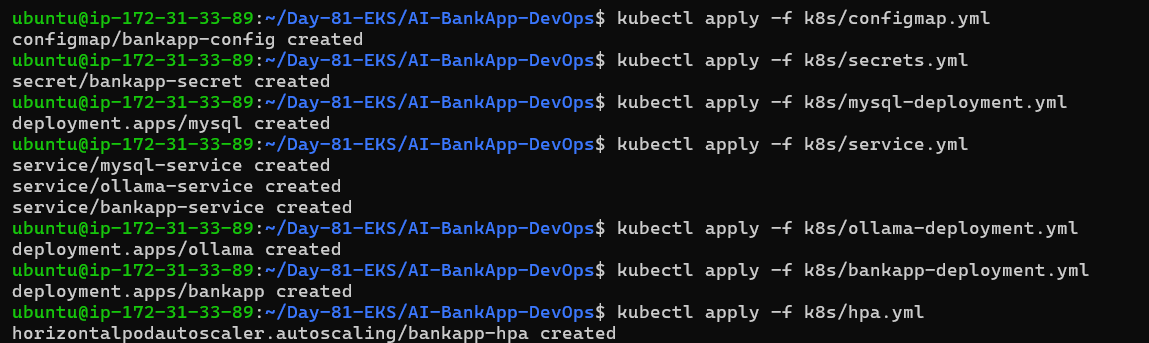 ubuntu@ip-172-31-33-89:~/Day-81-EKS/AI-BankApp-DevOps$ kubectl apply -f k8s/configmap.yml
configmap/bankapp-config created
ubuntu@ip-172-31-33-89:~/Day-81-EKS/AI-BankApp-DevOps$ kubectl apply -f k8s/secrets.yml
secret/bankapp-secret created
ubuntu@ip-172-31-33-89:~/Day-81-EKS/AI-BankApp-DevOps$ kubectl apply -f k8s/mysql-deployment.yml
deployment.apps/mysql created
ubuntu@ip-172-31-33-89:~/Day-81-EKS/AI-BankApp-DevOps$ kubectl apply -f k8s/service.yml
service/mysql-service created
service/ollama-service created
service/bankapp-service created
ubuntu@ip-172-31-33-89:~/Day-81-EKS/AI-BankApp-DevOps$ kubectl apply -f k8s/ollama-deployment.yml
deployment.apps/ollama created
ubuntu@ip-172-31-33-89:~/Day-81-EKS/AI-BankApp-DevOps$ kubectl apply -f k8s/bankapp-deployment.yml
deployment.apps/bankapp created
ubuntu@ip-172-31-33-89:~/Day-81-EKS/AI-BankApp-DevOps$ kubectl apply -f k8s/hpa.yml
horizontalpodautoscaler.autoscaling/bankapp-hpa created